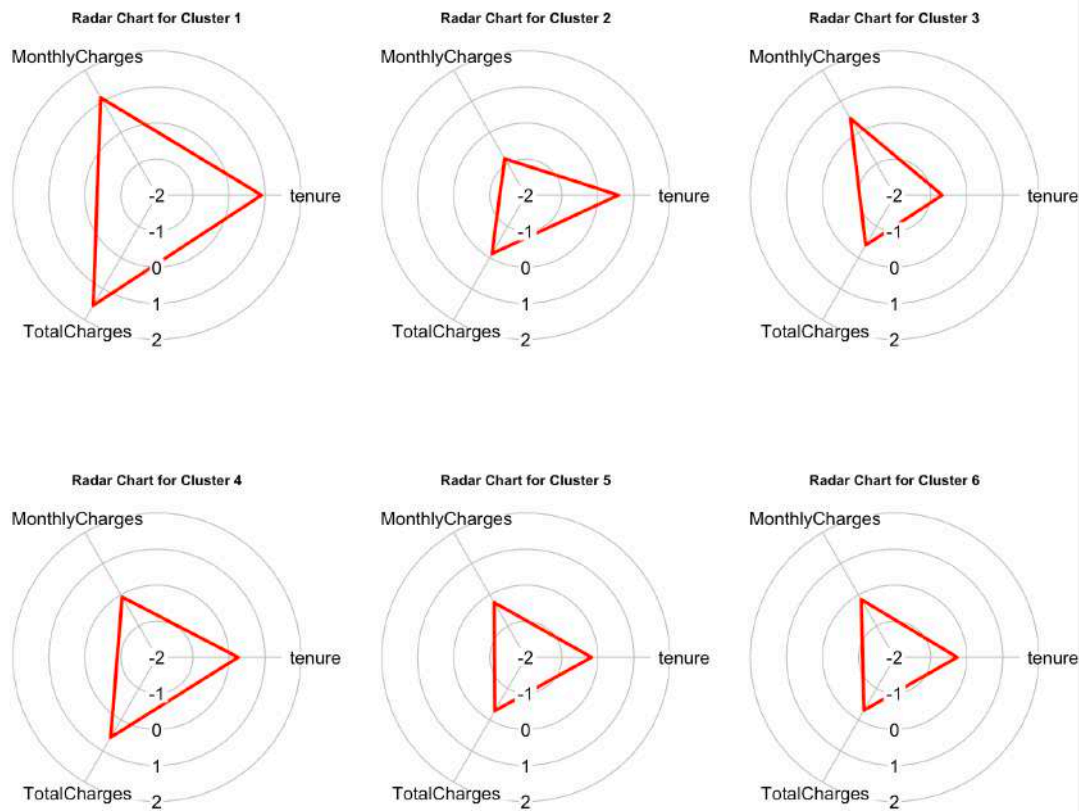 Radar Chart for Cluster 1
MonthlyCharges
tenure
TotalCharges
-2
-1
0
1
2
Radar Chart for Cluster 2
MonthlyCharges
tenure
TotalCharges
-2
-1
0
1
2
Radar Chart for Cluster 3
MonthlyCharges
tenure
TotalCharges
-2
-1
0
1
2
Radar Chart for Cluster 4
MonthlyCharges
tenure
TotalCharges
-2
-1
0
1
2
Radar Chart for Cluster 5
MonthlyCharges
tenure
TotalCharges
-2
-1
0
1
2
Radar Chart for Cluster 6
MonthlyCharges
tenure
TotalCharges
-2
-1
0
1
2